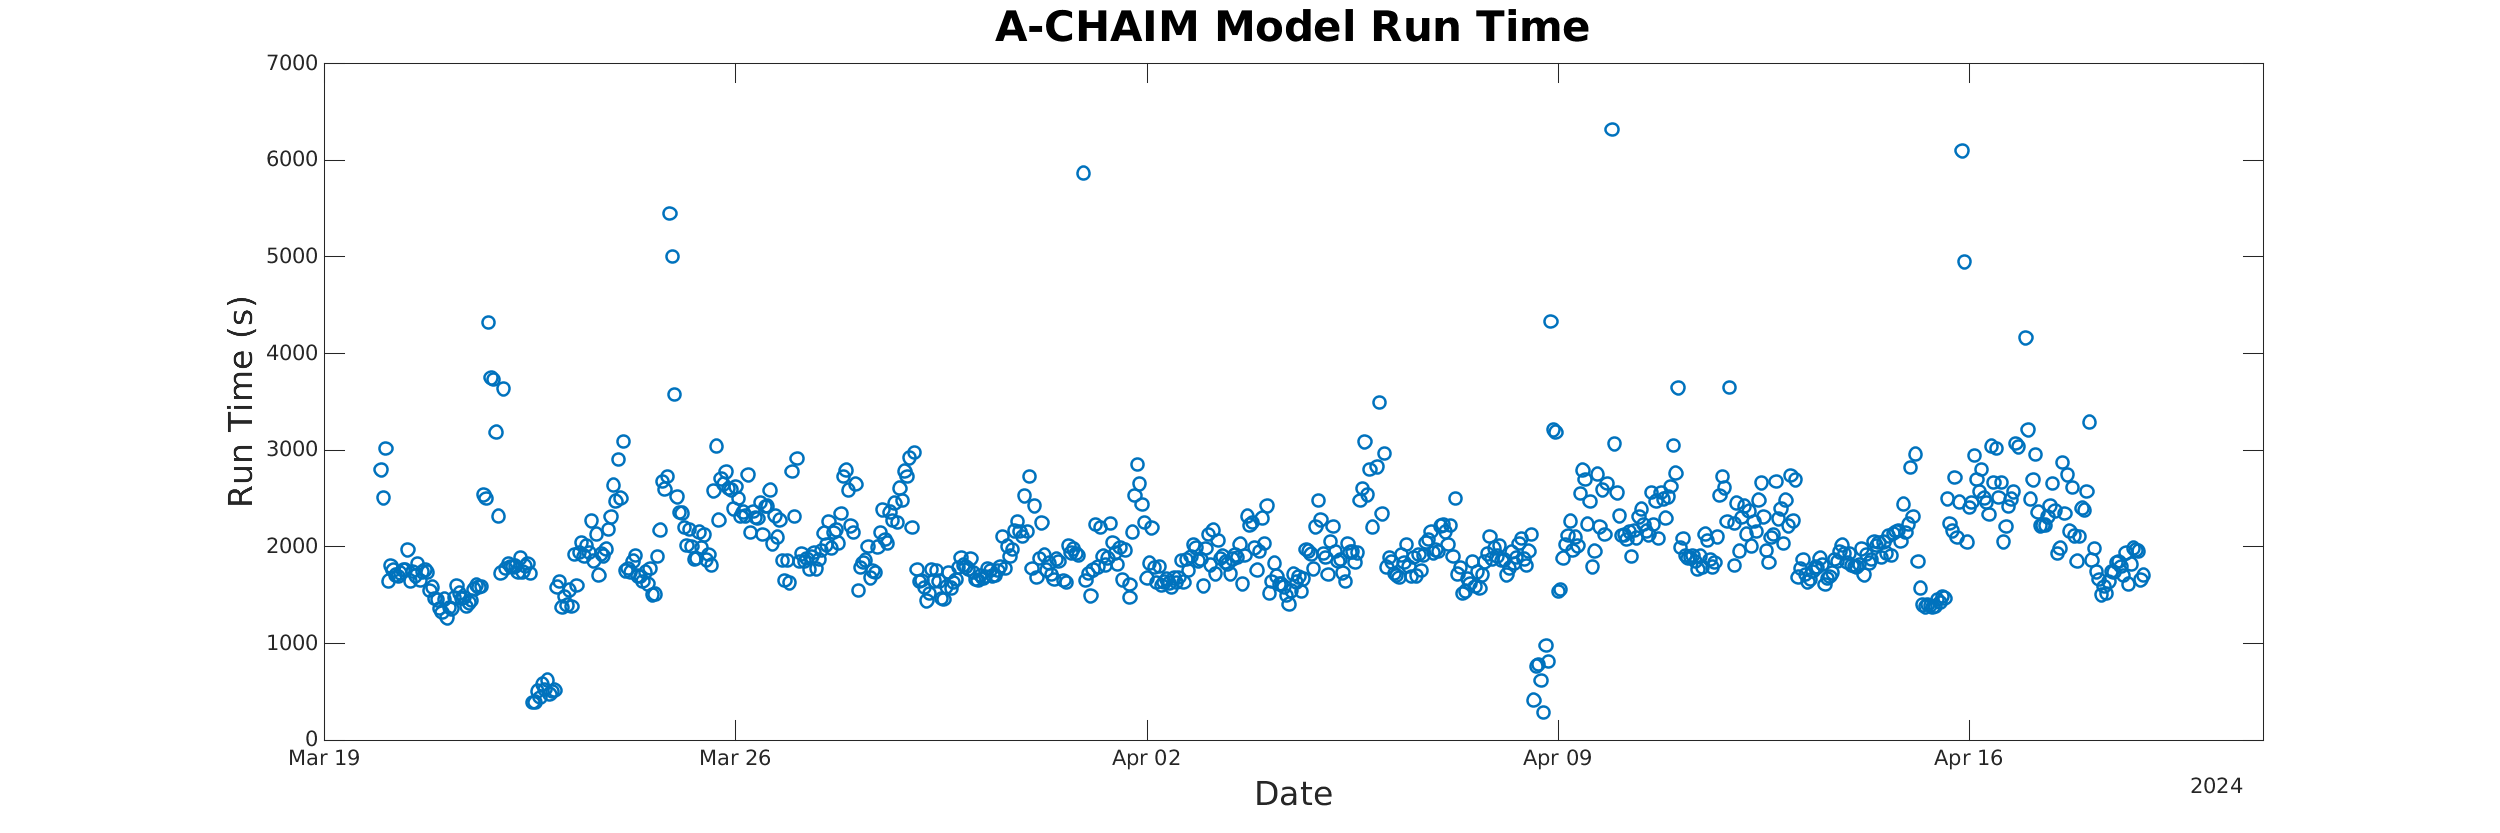 A-CHAIM Model Run Time
7000
6000
5000
4000
3000
2000
1000
0
Run Time (s)
Mar 19
Mar 26
Apr 02
Apr 09
Apr 16
2024
Date